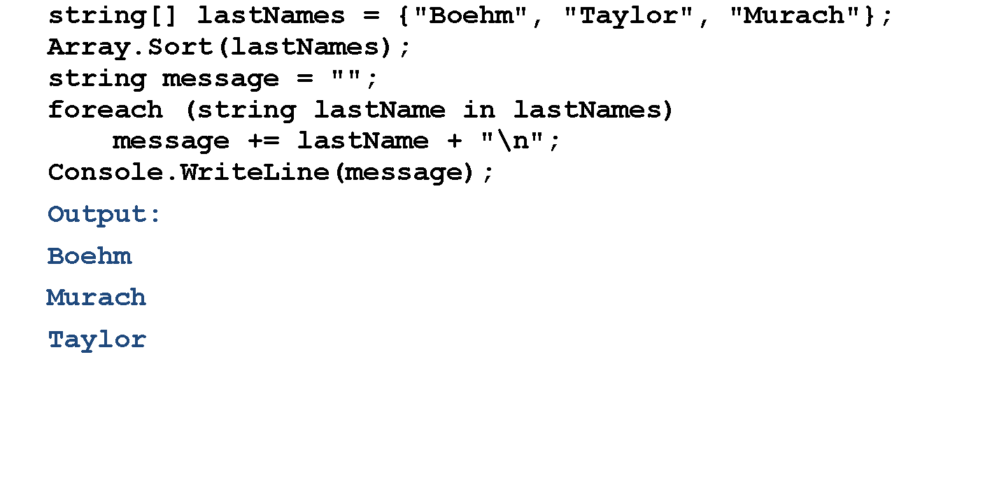 string[] lastNames = {"Boehm", "Taylor", "Murach"};
Array.Sort(lastNames);
string message = "";
foreach (string lastName in lastNames)
    message += lastName + "\n";
Console.WriteLine(message);
Output:
Boehm
Murach
Taylor